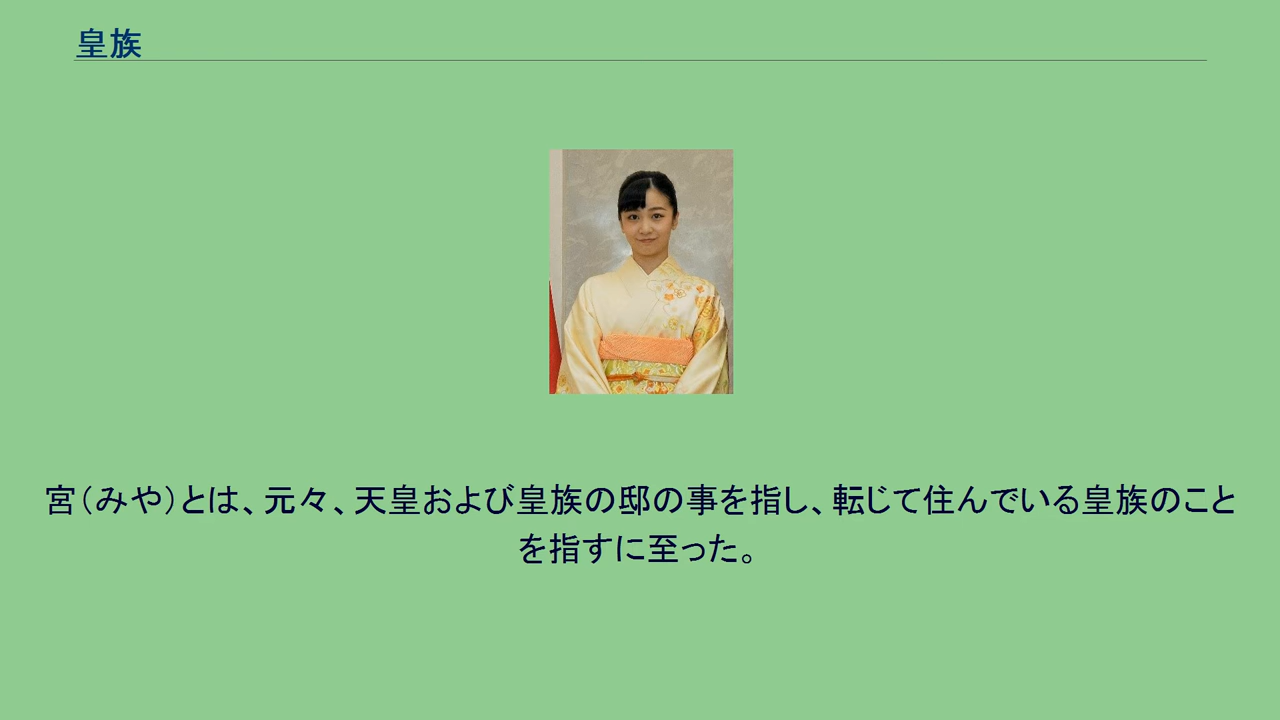 皇族
宮（みや）とは、元々、天皇および皇族の邸の事を指し、転じて住んでいる皇族のこと
を指すに至った。